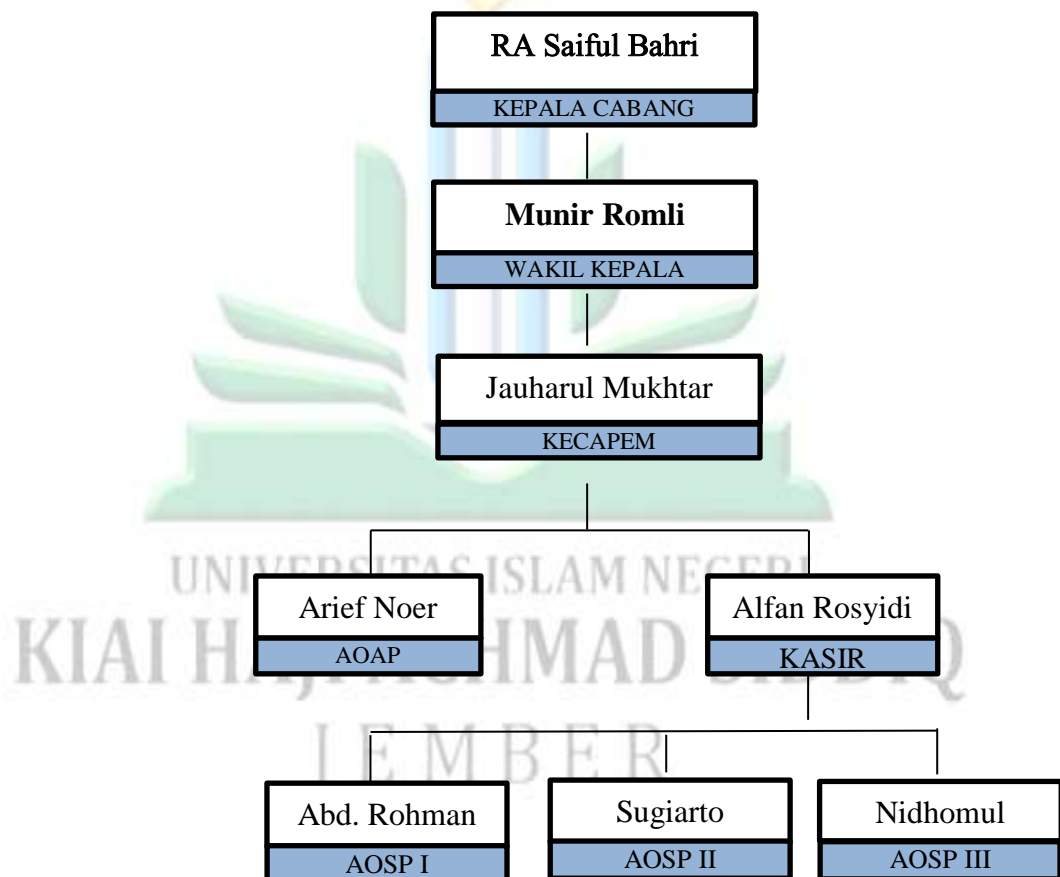 RA Saiful Bahri
KEPALA CABANG
Munir Romli
WAKIL KEPALA
Jauharul Mukhtar
KECAPEM
UNIVERSITAS ISLAM NEGERI
Arief Noer
Alfan Rosyidi
AOAP
KASIR
KIAI HAJI ACHMAD SIDDIQ
JEMBER
Abd. Rohman
Sugiarto
Nidhomul
AOSP I
AOSP II
AOSP III